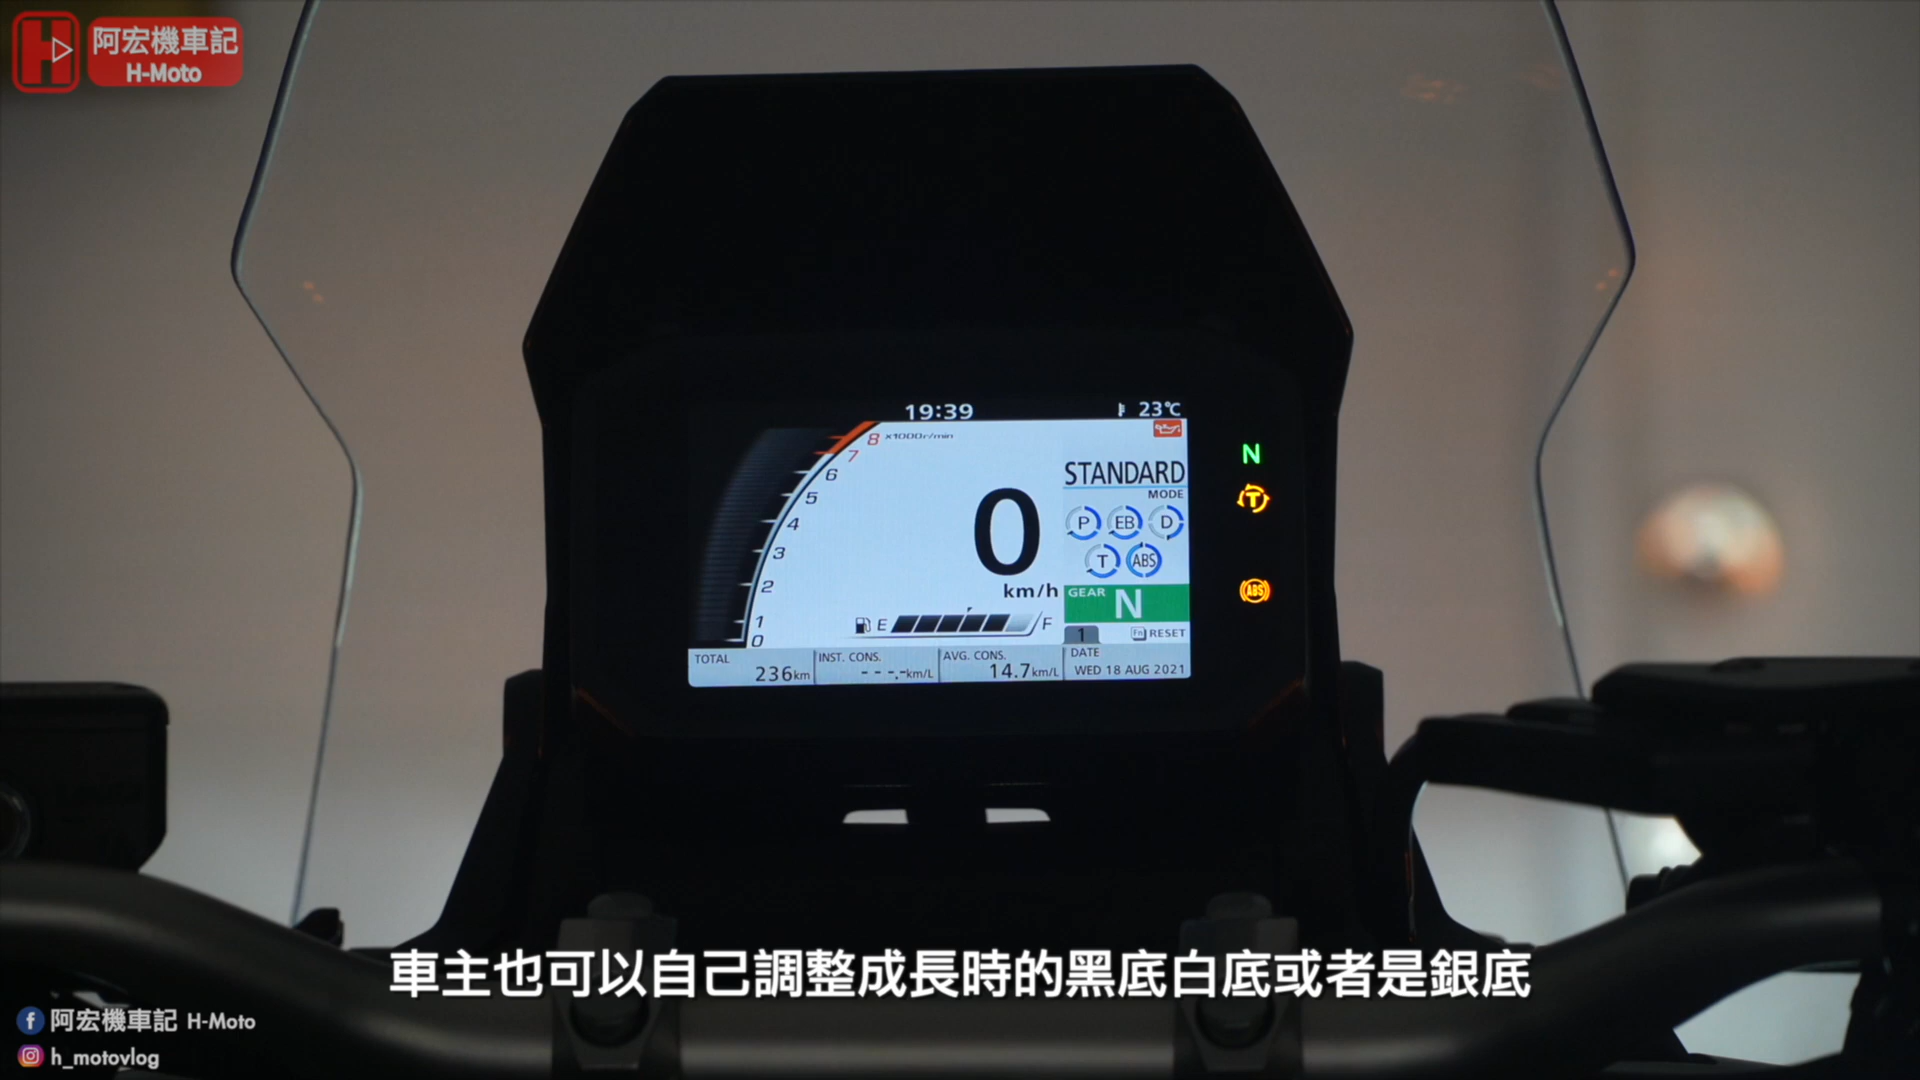 阿宏機車記
H-Moto
19:39
23℃
8 x1000r/min
7
6
5
4
3
2
1
0
0
km/h
STANDARD
MODE
P EB D
T ABS
GEAR N
E F
1 Fn RESET
TOTAL
236km
INST. CONS.
---.-km/L
AVG. CONS.
14.7km/L
DATE
WED 18 AUG 2021
N
T
ABS
車主也可以自己調整成長時的黑底白底或者是銀底
阿宏機車記 H-Moto
h_motovlog